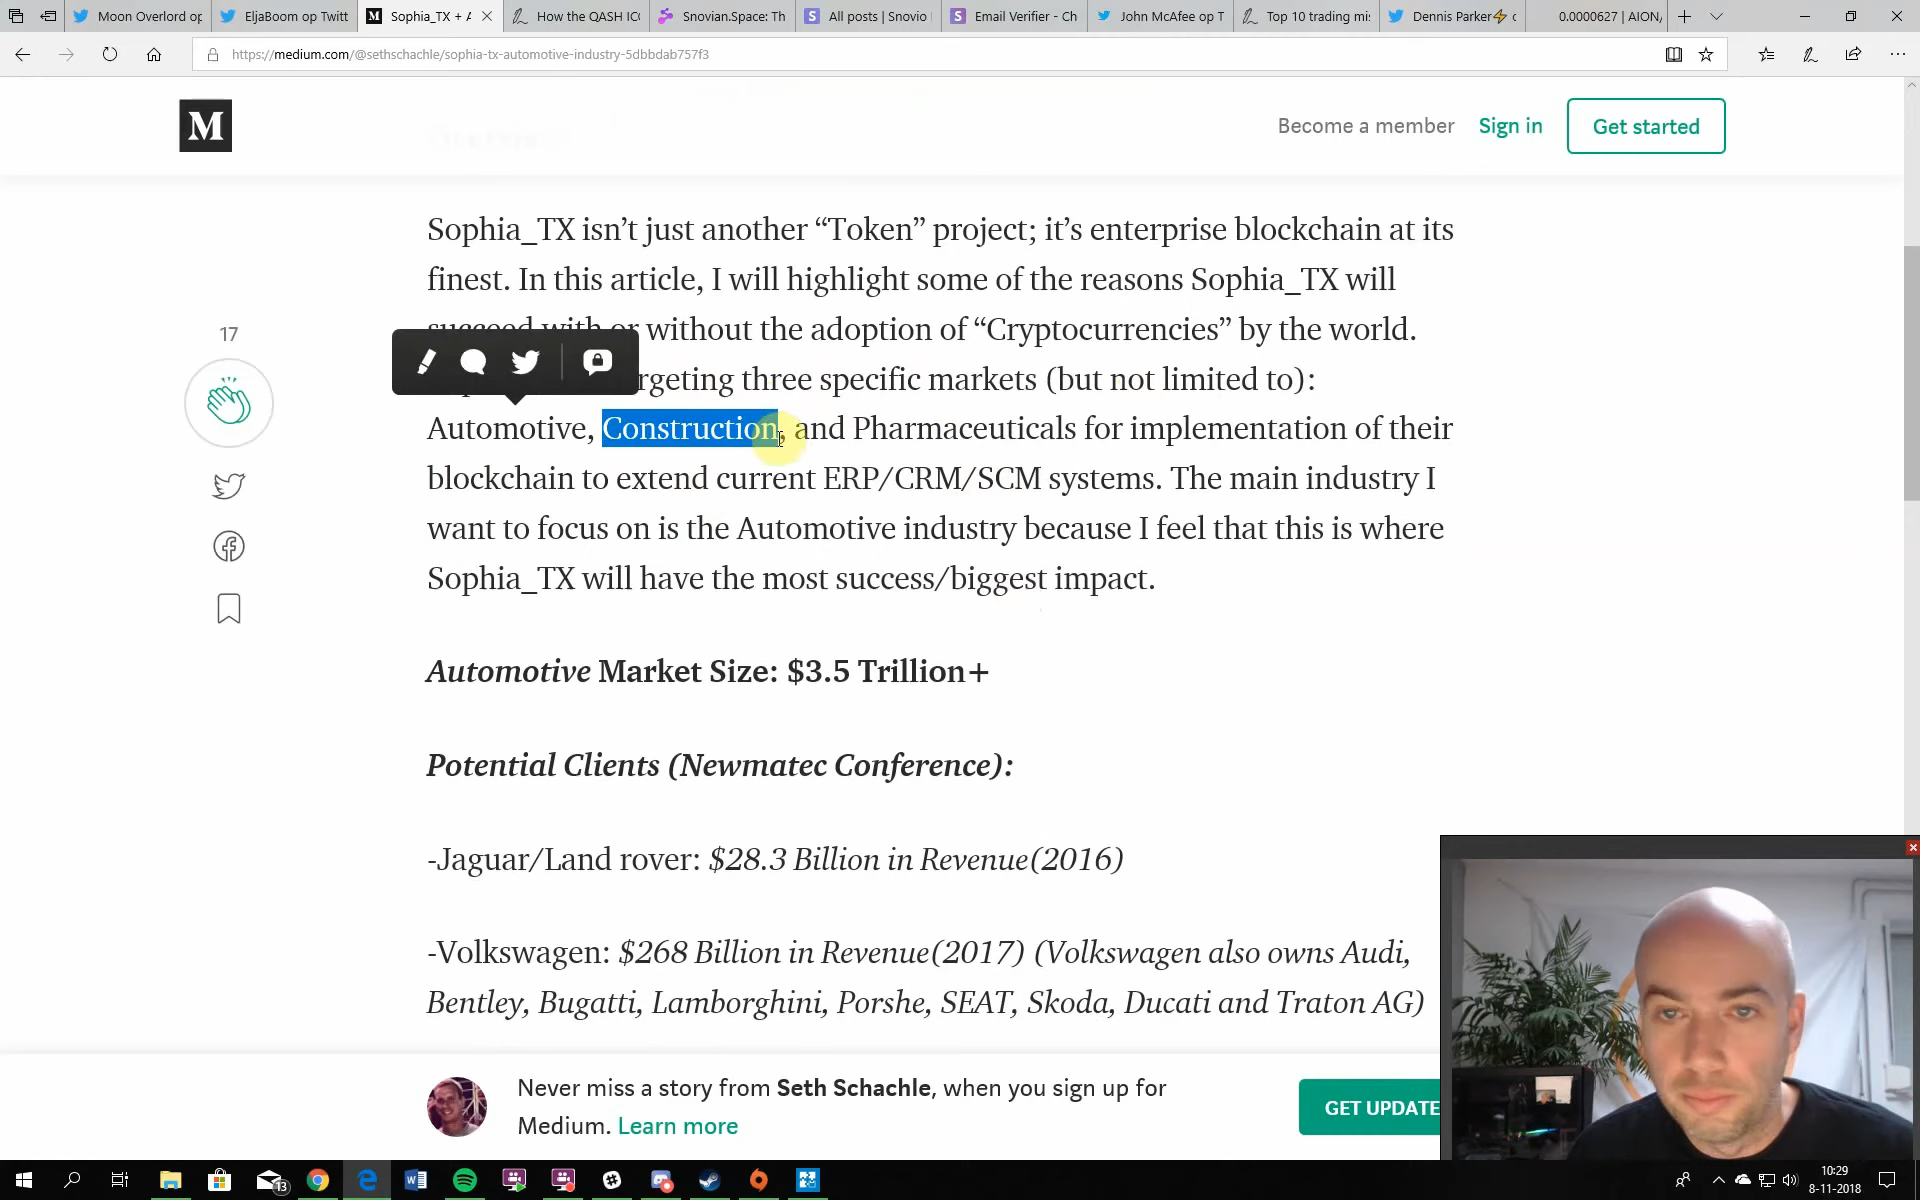 Moon Overlord op
EljaBoom op Twitt
Sophia_TX + A
How the QASH ICO
Snovian.Space: Th
All posts | Snovio
Email Verifier - Ch
John McAfee op T
Top 10 trading mis
Dennis Parker⚡ o
0.0000627 | AION/
https://medium.com/@sethschachle/sophia-tx-automotive-industry-5dbbdab757f3
M
Become a member
Sign in
Get started
Sophia_TX isn’t just another “Token” project; it’s enterprise blockchain at its
finest. In this article, I will highlight some of the reasons Sophia_TX will
succeed with or without the adoption of “Cryptocurrencies” by the world.
rgeting three specific markets (but not limited to):
Automotive, Construction, and Pharmaceuticals for implementation of their
blockchain to extend current ERP/CRM/SCM systems. The main industry I
want to focus on is the Automotive industry because I feel that this is where
Sophia_TX will have the most success/biggest impact.
17
Automotive Market Size: $3.5 Trillion+
Potential Clients (Newmatec Conference):
-Jaguar/Land rover: $28.3 Billion in Revenue(2016)
-Volkswagen: $268 Billion in Revenue(2017) (Volkswagen also owns Audi,
Bentley, Bugatti, Lamborghini, Porshe, SEAT, Skoda, Ducati and Traton AG)
Never miss a story from Seth Schachle, when you sign up for
Medium. Learn more
GET UPDATE
13
10:29
8-11-2018